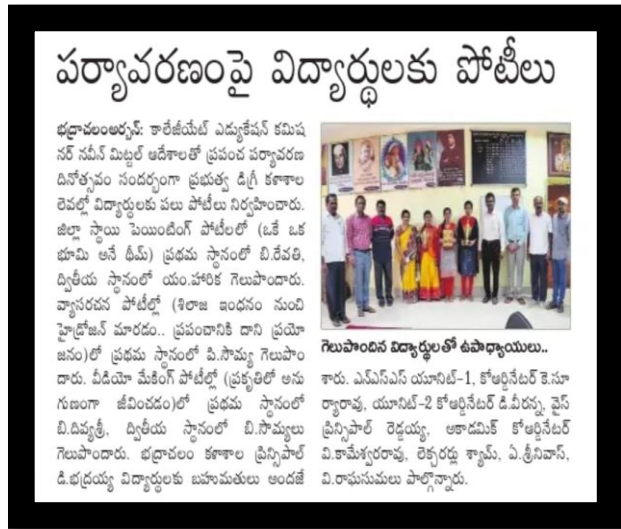 పర్యావరణంపై విద్యార్థులకు పోటీలు
భద్రాచలంఅర్బన్: కాలేజీయేట్ ఎడ్యుకేషన్ కమిష
నర్ నవీన్ మిట్టల్ ఆదేశాలతో ప్రపంచ పర్యావరణ
దినోత్సవం సందర్భంగా ప్రభుత్వ డిగ్రీ కళాశాల
లెవల్లో విద్యార్థులకు పలు పోటీలు నిర్వహించారు.
జిల్లా స్థాయి పెయింటింగ్ పోటీలలో (ఒకే ఒక
భూమి అనే థీమ్) ప్రథమ స్థానంలో బి.రేవతి,
ద్వితీయ స్థానంలో యం.హారిక గెలుపొందారు.
వ్యాసరచన పోటీల్లో (శిలాజ ఇంధనం నుంచి
హైడ్రోజన్ మారడం.. ప్రపంచానికి దాని ప్రయో
జనం)లో ప్రథమ స్థానంలో పి.సౌమ్య గెలుపొం
దారు. వీడియో మేకింగ్ పోటీల్లో (ప్రకృతిలో అను
గుణంగా జీవించడం)లో ప్రథమ స్థానంలో
బి.దివ్యశ్రీ, ద్వితీయ స్థానంలో బి.సౌమ్యలు
గెలుపొందారు. భద్రాచలం కళాశాల ప్రిన్సిపాల్
డి.భద్రయ్య విద్యార్థులకు బహుమతులు అందజే
గెలుపొందిన విద్యార్థులతో ఉపాధ్యాయులు..
శారు. ఎన్ఎస్ఎస్ యూనిట్-1, కోఆర్డినేటర్ కె.సూ
ర్యారావు, యూనిట్-2 కోఆర్డినేటర్ డి.వీరన్న, వైస్
ప్రిన్సిపాల్ రెడ్డయ్య, అకాడమిక్ కోఆర్డినేటర్
వి.కామేశ్వరరావు, లెక్చరర్లు శ్యామ్, ఏ.శ్రీనివాస్,
వి.రాఘసుమలు పాల్గొన్నారు.